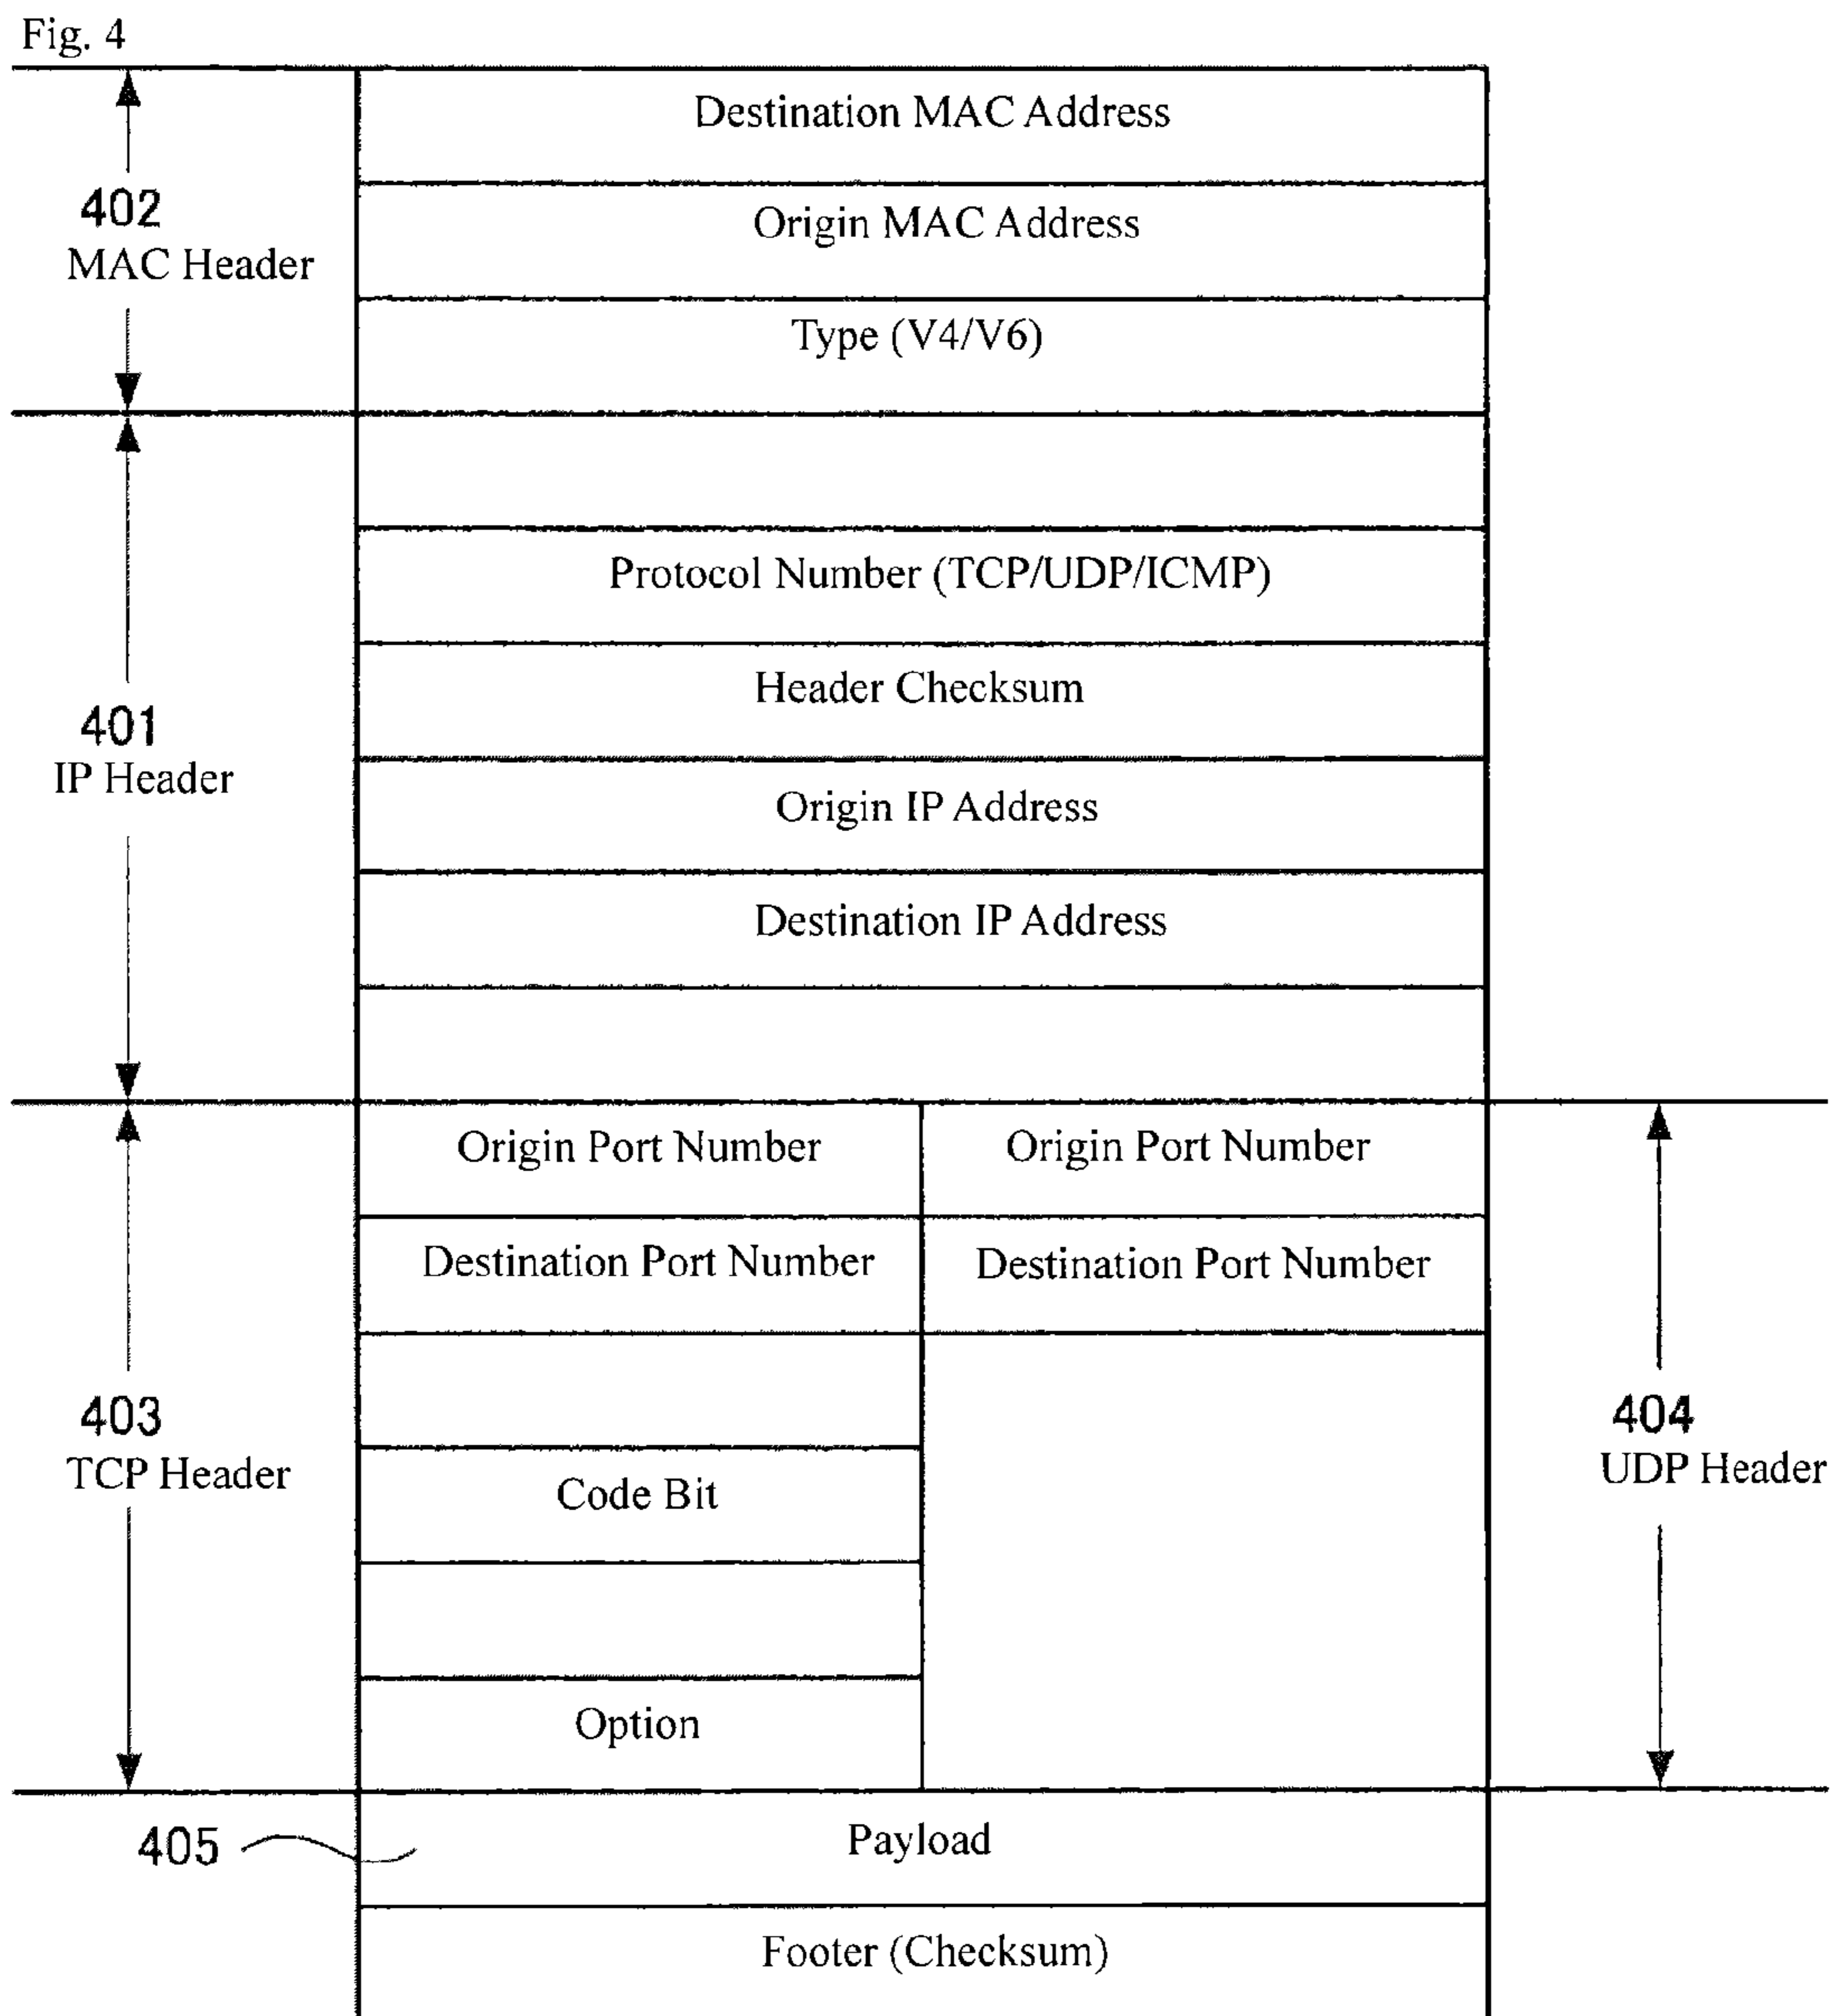 Fig. 4
Destination MAC Address
402
MAC Header
Origin MAC Address
Type (V4/V6)
Protocol Number (TCP/UDP/ICMP)
Header Checksum
401
IP Header
Origin IP Address
Destination IP Address
Origin Port Number
Origin Port Number
Destination Port Number
Destination Port Number
403
TCP Header
404
UDP Header
Code Bit
Option
405
Payload
Footer (Checksum)